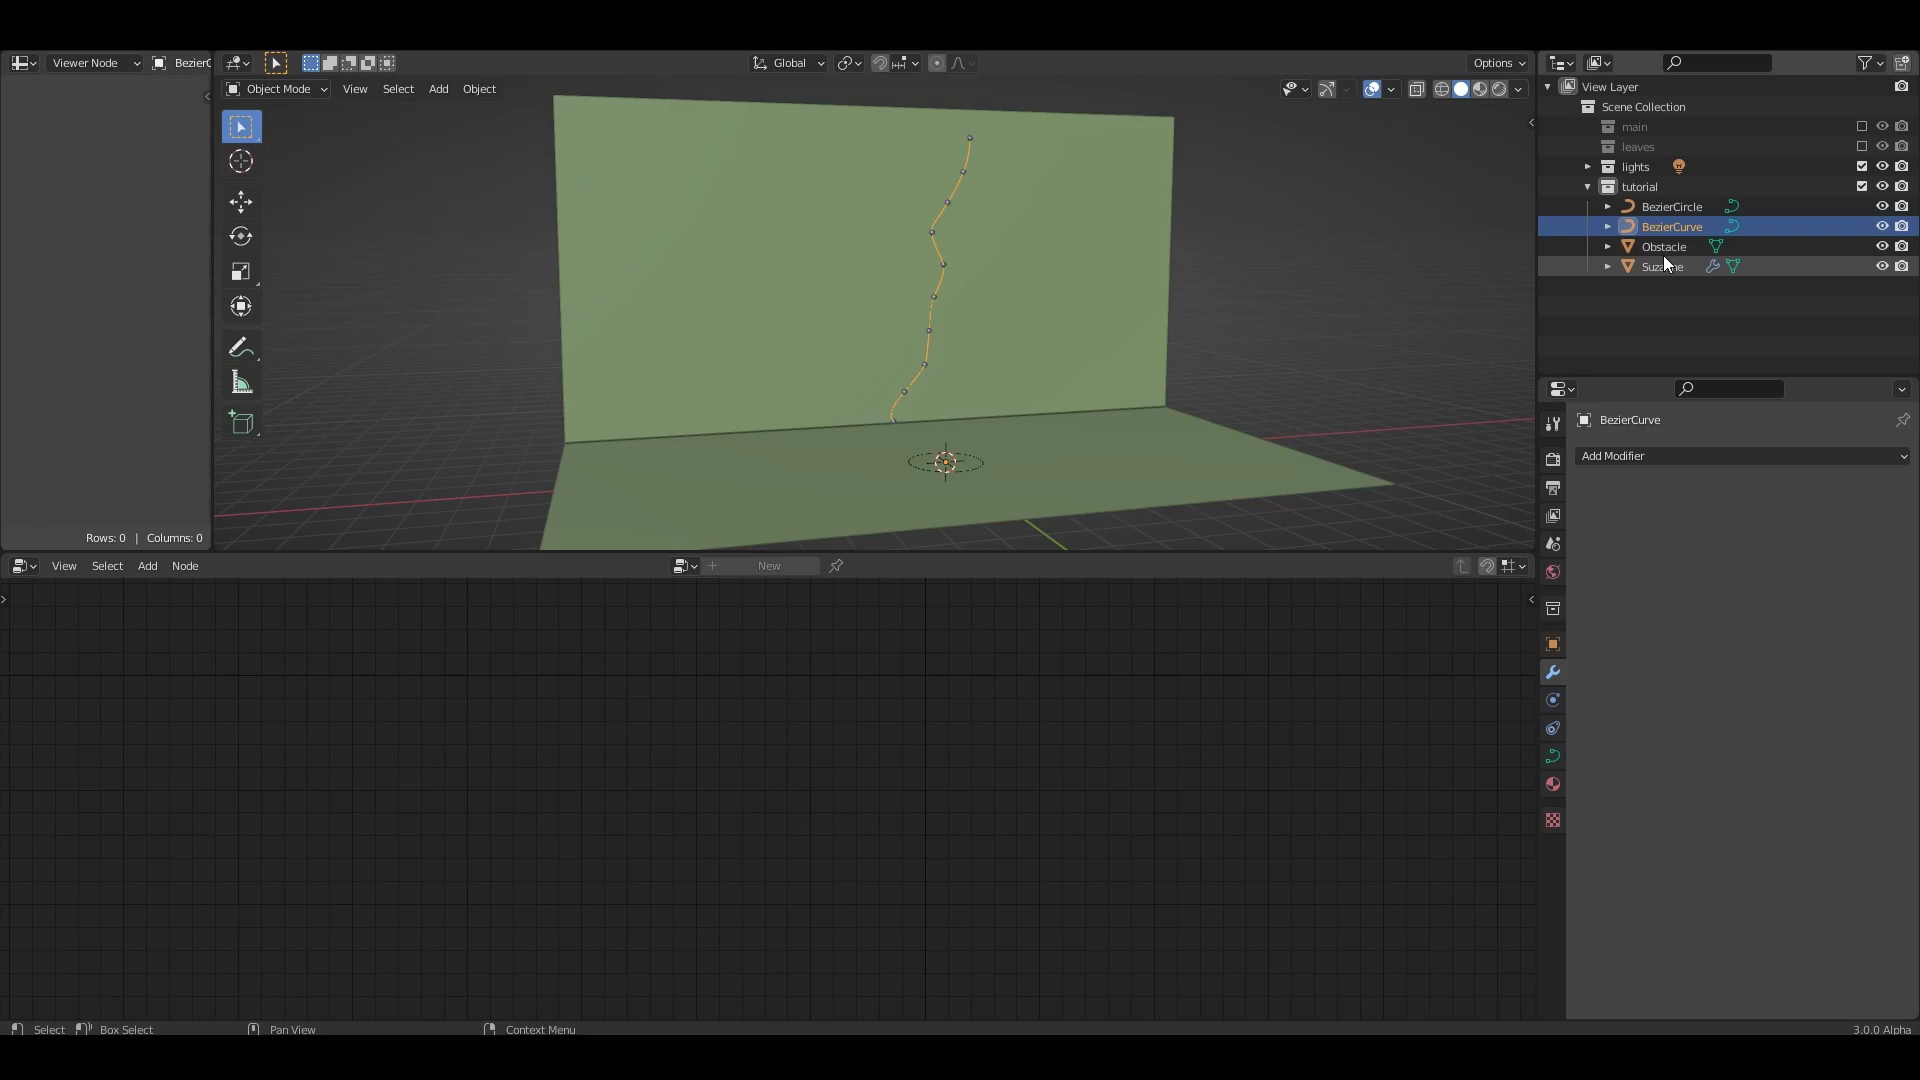 Viewer Node
BezierC
Global
Options
Object Mode
View
Select
Add
Object
View Layer
Scene Collection
main
leaves
lights
tutorial
BezierCircle
BezierCurve
Obstacle
BezierCurve
Add Modifier
Rows: 0 | Columns: 0
View
Select
Add
Node
New
Select
Box Select
Pan View
Context Menu
3.0.0 Alpha